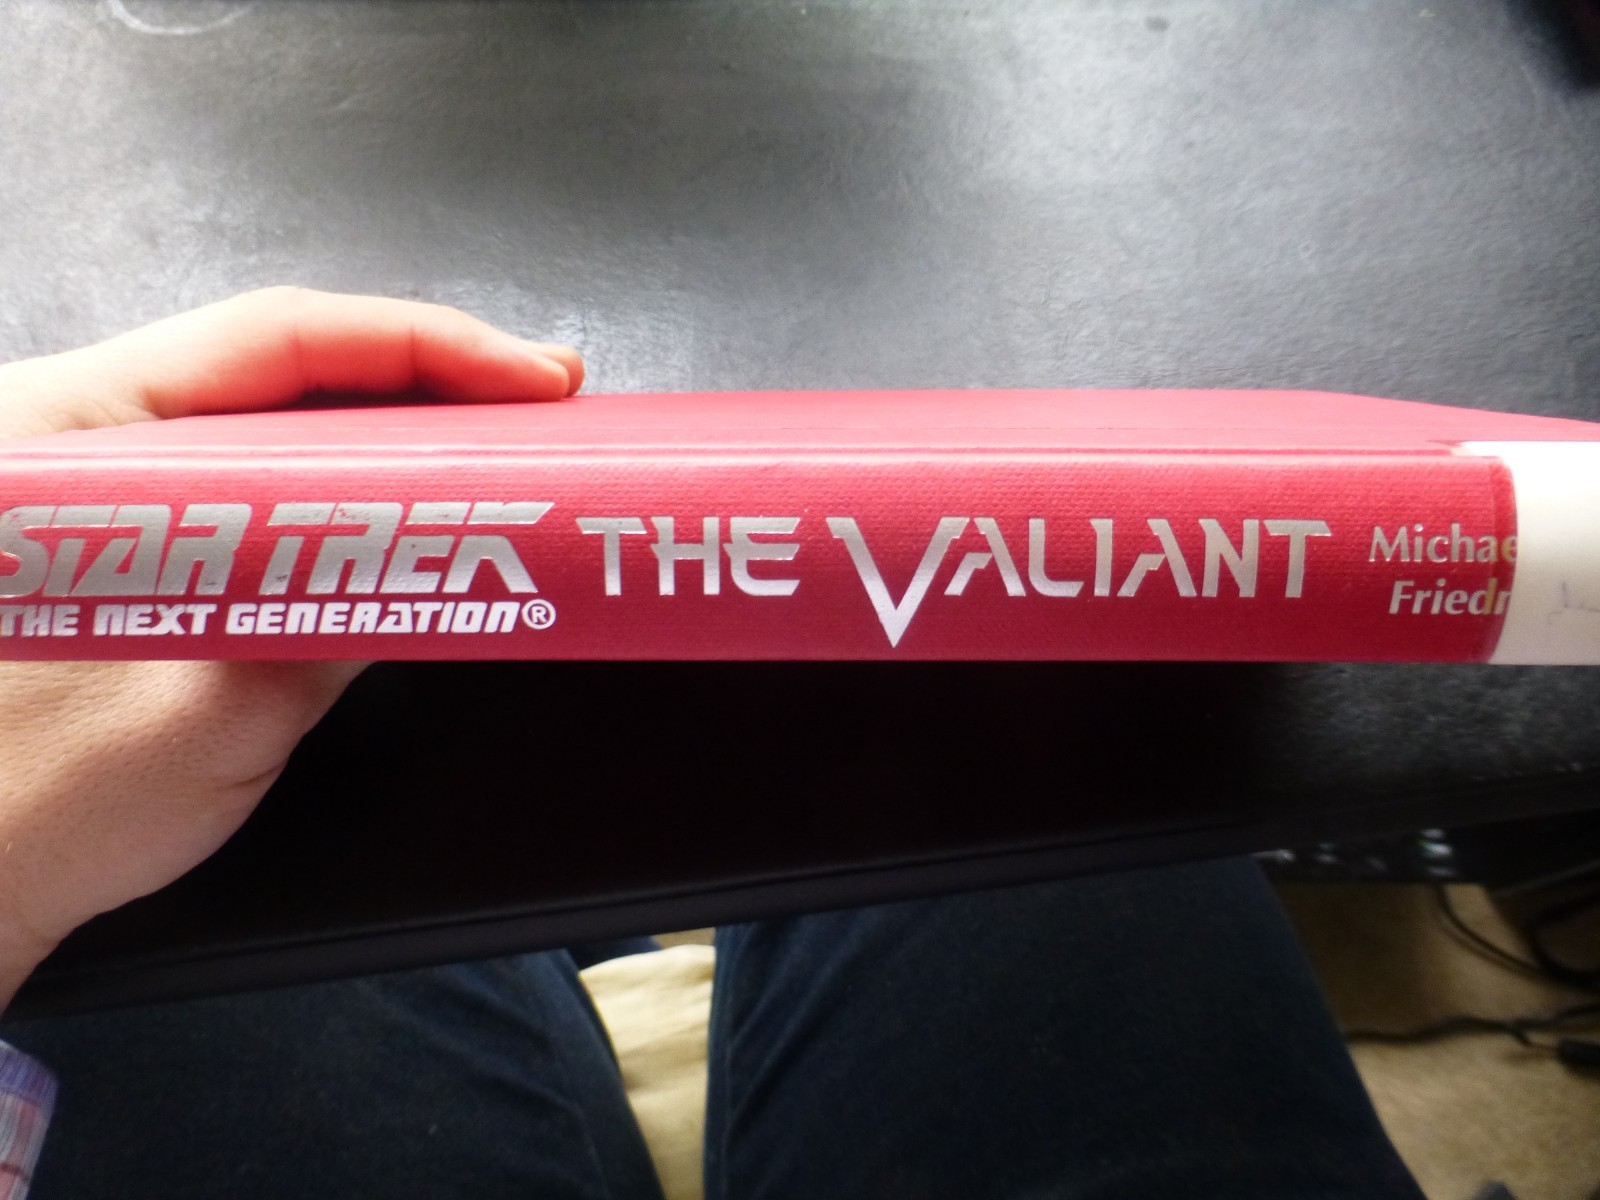 STAR TREK
THE NEXT GENERATION®
THE VALIANT
Michae
Friedr